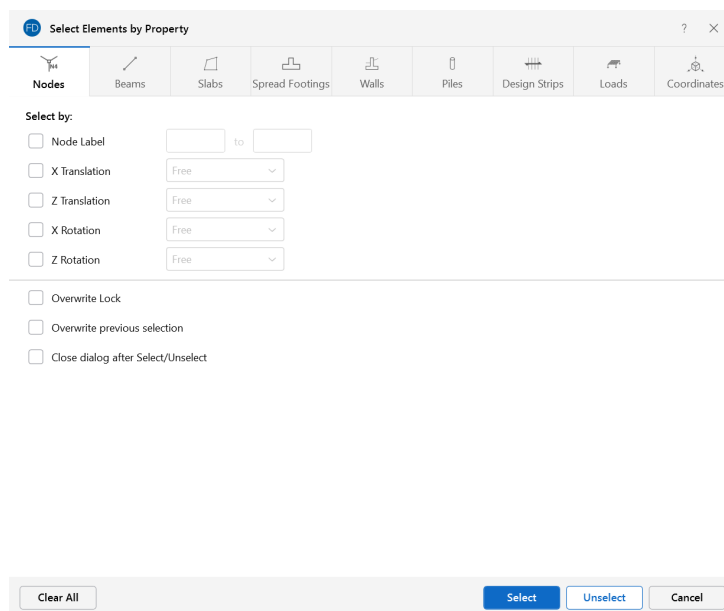 FD Select Elements by Property ?
N4
Nodes Beams Slabs Spread Footings Walls Piles Design Strips Loads Coordinates
Select by:
Node Label to
X Translation Free
Z Translation Free
X Rotation Free
Z Rotation Free
Overwrite Lock
Overwrite previous selection
Close dialog after Select/Unselect
Clear All Select Unselect Cancel